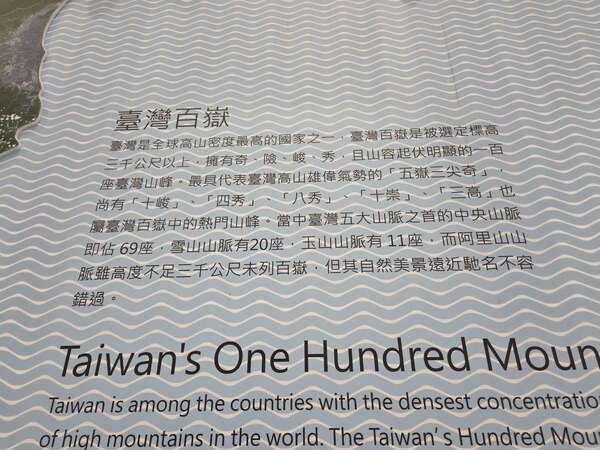 臺灣百嶽
臺灣是全球高山密度最高的國家之一，臺灣百嶽是被選定標高
三千公尺以上，擁有奇、險、峻、秀，且山容起伏明顯的一百
座臺灣山峰。最具代表臺灣高山雄偉氣勢的「五嶽三尖奇」，
尚有「十峻」、「四秀」、「八秀」、「十崇」、「三高」也
屬臺灣百嶽中的熱門山峰。當中臺灣五大山脈之首的中央山脈
即佔 69座，雪山山脈有20座，玉山山脈有 11座，而阿里山山
脈雖高度不足三千公尺未列百嶽，但其自然美景遠近馳名不容
錯過。
Taiwan's One Hundred Moun
Taiwan is among the countries with the densest concentratio
of high mountains in the world. The Taiwan's Hundred Mou